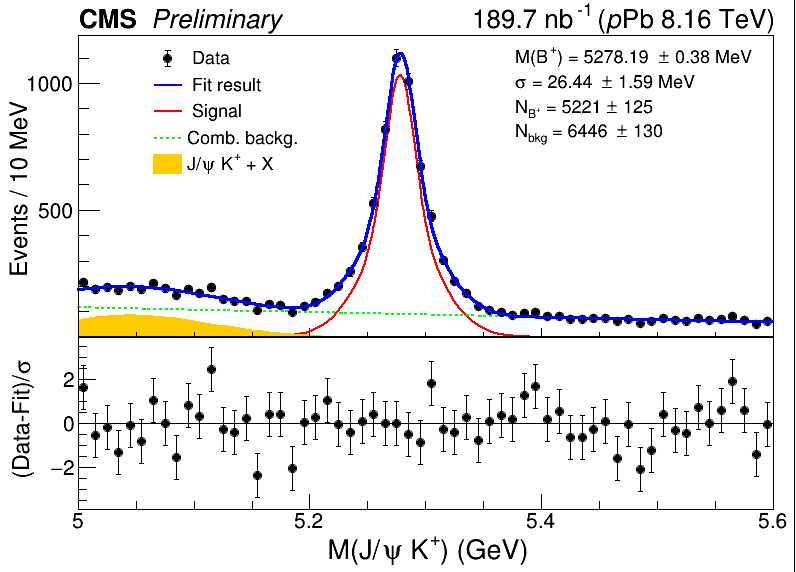 CMS Preliminary 189.7 nb⁻¹ (pPb 8.16 TeV)
Data
Fit result
Signal
Comb. backg.
J/ψ K⁺ + X
M(B⁺) = 5278.19 ± 0.38 MeV
σ = 26.44 ± 1.59 MeV
N_B⁺ = 5221 ± 125
N_bkg = 6446 ± 130
Events / 10 MeV
1000
500
(Data-Fit)/σ
2
0
−2
5 5.2 5.4 5.6
M(J/ψ K⁺) (GeV)